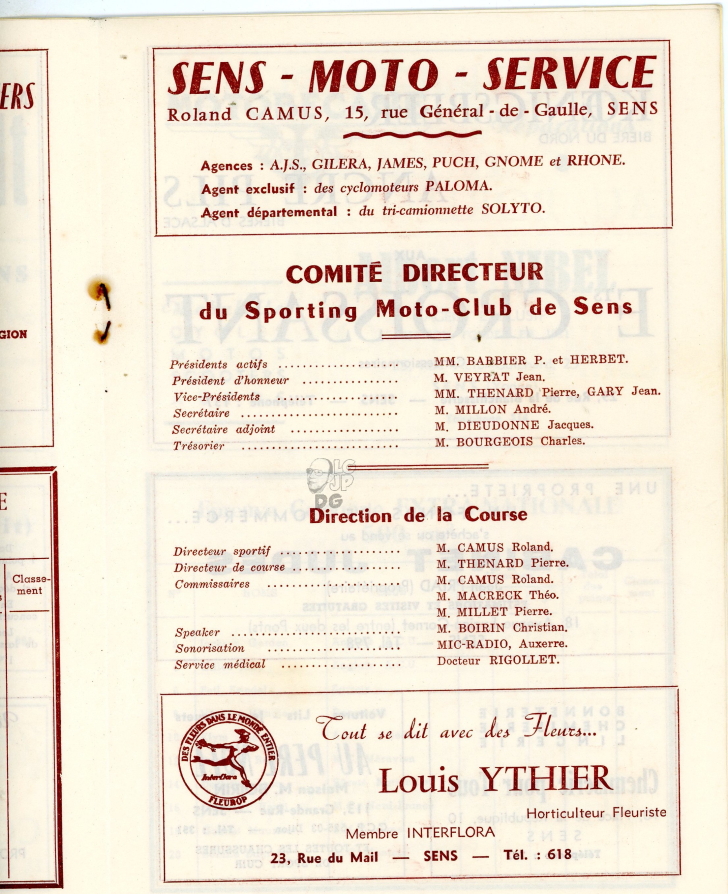 ERS
GION
E
Classe-
ment
SENS - MOTO - SERVICE
Roland CAMUS, 15, rue Général-de-Gaulle, SENS
Agences : A.J.S., GILERA, JAMES, PUCH, GNOME et RHONE.
Agent exclusif : des cyclomoteurs PALOMA.
Agent départemental : du tri-camionnette SOLYTO.
COMITÉ DIRECTEUR
du Sporting Moto-Club de Sens
Présidents actifs .................... MM. BARBIER P. et HERBET.
Président d'honneur ................ M. VEYRAT Jean.
Vice-Présidents ...................... MM. THENARD Pierre, GARY Jean.
Secrétaire .......................... M. MILLON André.
Secrétaire adjoint .................. M. DIEUDONNE Jacques.
Trésorier .......................... M. BOURGEOIS Charles.
LC
JP
DG
Direction de la Course
Directeur sportif .................... M. CAMUS Roland.
Directeur de course .................. M. THENARD Pierre.
Commissaires ...................... M. CAMUS Roland.
M. MACRECK Théo.
M. MILLET Pierre.
Speaker ............................ M. BOIRIN Christian.
Sonorisation ...................... MIC-RADIO, Auxerre.
Service médical .................... Docteur RIGOLLET.
DES FLEURS DANS LE MONDE ENTIER
Interflora
FLEUROP
Tout se dit avec des Fleurs...
Louis YTHIER
Horticulteur Fleuriste
Membre INTERFLORA
23, Rue du Mail — SENS — Tél. : 618